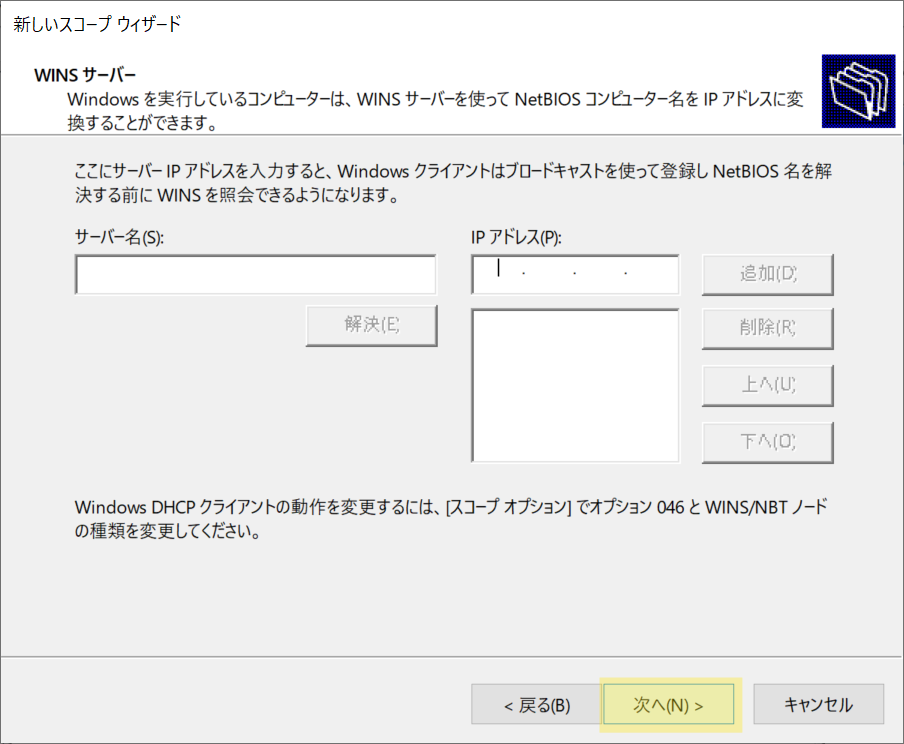 新しいスコープ ウィザード
WINS サーバー
Windows を実行しているコンピューターは、WINS サーバーを使って NetBIOS コンピューター名を IP アドレスに変
換することができます。
ここにサーバー IP アドレスを入力すると、Windows クライアントはブロードキャストを使って登録し NetBIOS 名を解
決する前に WINS を照会できるようになります。
サーバー名(S):
IP アドレス(P):
. . .
追加(D)
解決(E)
削除(R)
上へ(U)
下へ(O)
Windows DHCP クライアントの動作を変更するには、[スコープ オプション] でオプション 046 と WINS/NBT ノード
の種類を変更してください。
< 戻る(B)
次へ(N) >
キャンセル